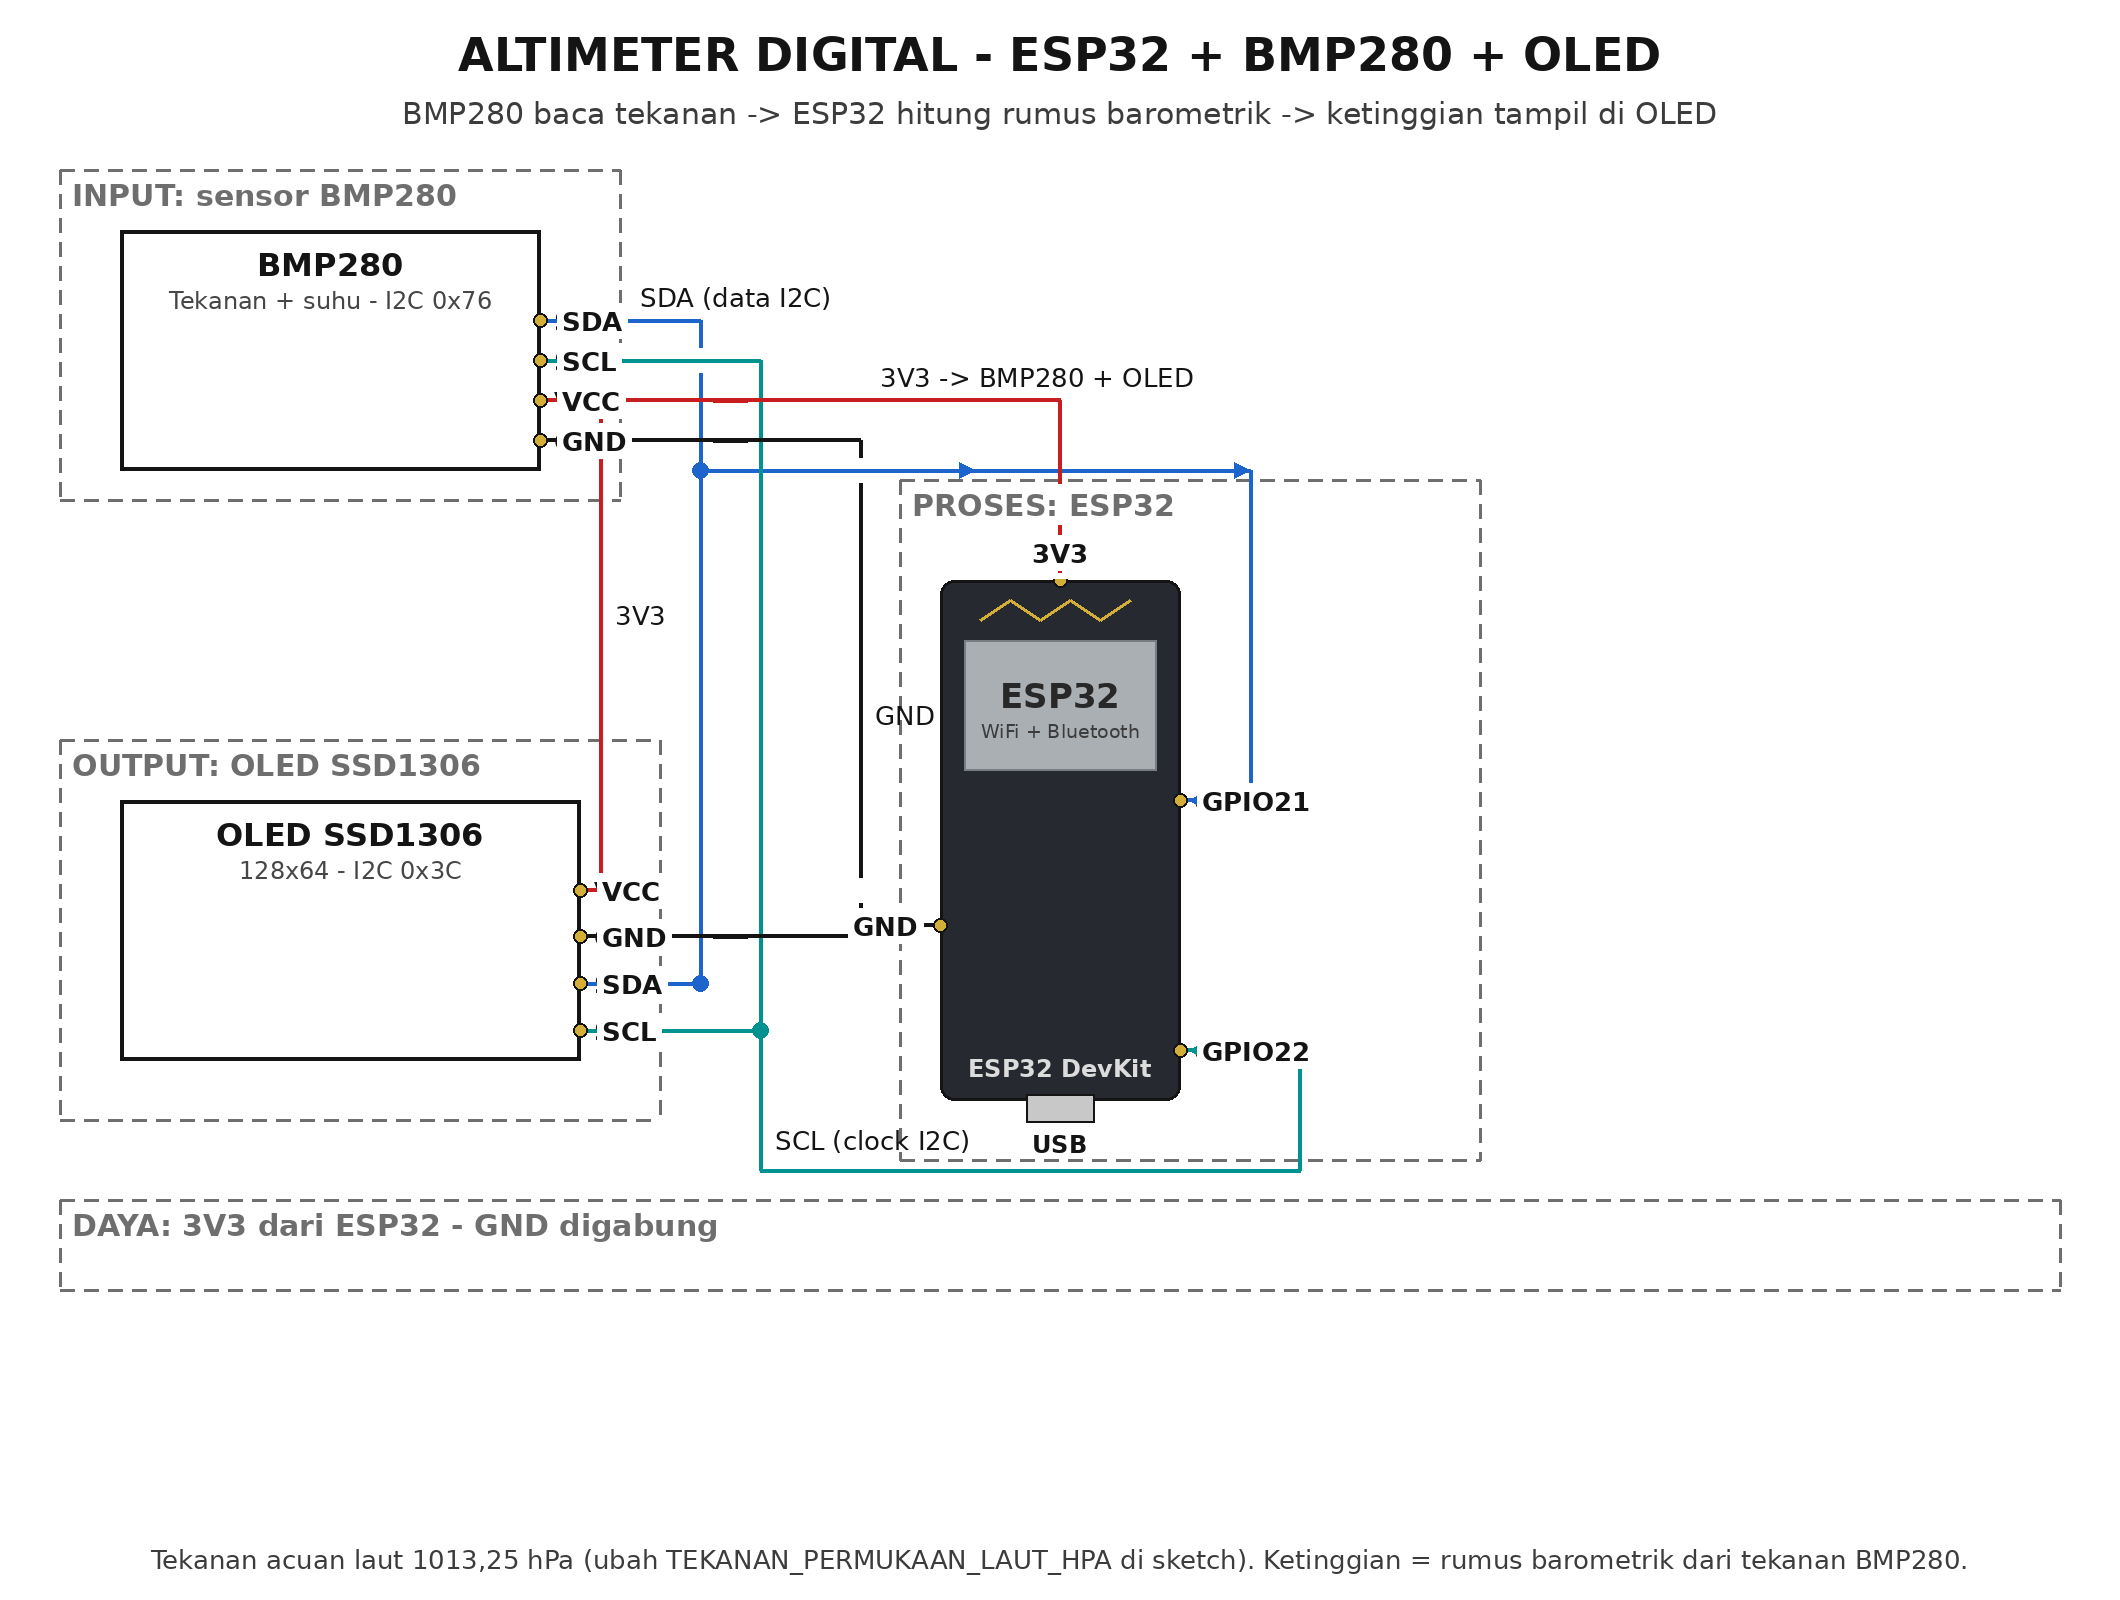 ALTIMETER DIGITAL - ESP32 + BMP280 + OLED
BMP280 baca tekanan -> ESP32 hitung rumus barometrik -> ketinggian tampil di OLED
INPUT: sensor BMP280
BMP280
Tekanan + suhu - I2C 0x76
SDA (data I2C)
SDA
SCL
VCC
GND
3V3 -> BMP280 + OLED
PROSES: ESP32
3V3
3V3
GND
ESP32
WiFi + Bluetooth
GPIO21
GND
GPIO22
ESP32 DevKit
USB
SCL (clock I2C)
OUTPUT: OLED SSD1306
OLED SSD1306
128x64 - I2C 0x3C
VCC
GND
SDA
SCL
DAYA: 3V3 dari ESP32 - GND digabung
Tekanan acuan laut 1013,25 hPa (ubah TEKANAN_PERMUKAAN_LAUT_HPA di sketch). Ketinggian = rumus barometrik dari tekanan BMP280.